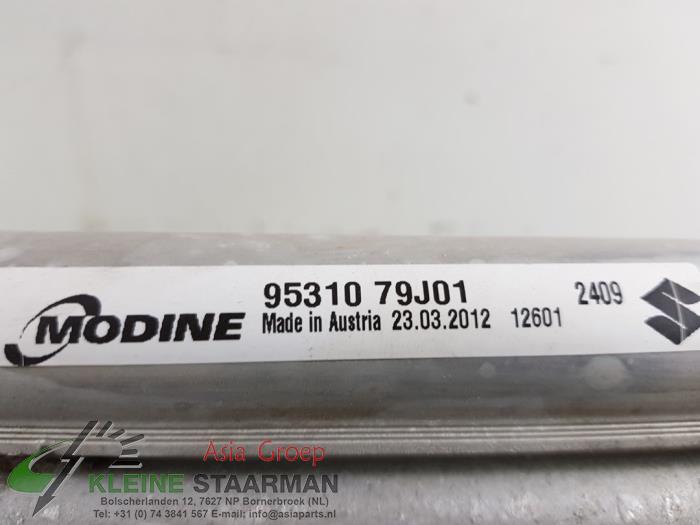 MODINE
95310 79J01 2409
Made in Austria 23.03.2012 12601
Asia Groep
KLEINE STAARMAN
Bolscherlanden 12, 7627 NP Bornerbroek (NL)
Tel: +31 (0) 74 3841 567 E-mail: info@asiaparts.nl